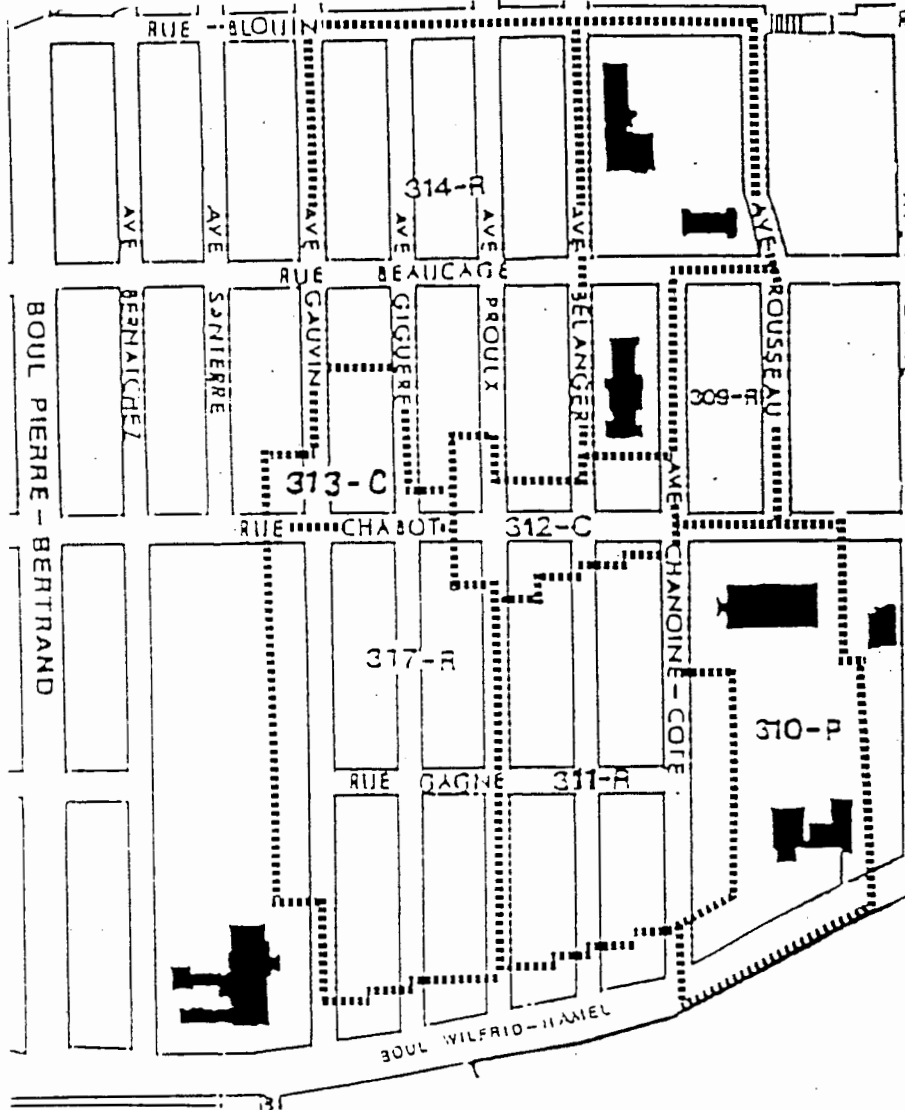 RUE BLOUIN
314-R
AVE BERNATCHEZ
AVE SANTERRE
AVE GAUVIN
AVE GIGUERE
AVE PROULX
AVE BELANGER
AVE ROUSSEAU
RUE BEAUCAGE
BOUL PIERRE-BERTRAND
309-R
313-C
RUE CHABOT
312-C
AVE CHANOINE-COTE
317-R
310-P
RUE GAGNE
311-R
BOUL WILFRID-HAMEL